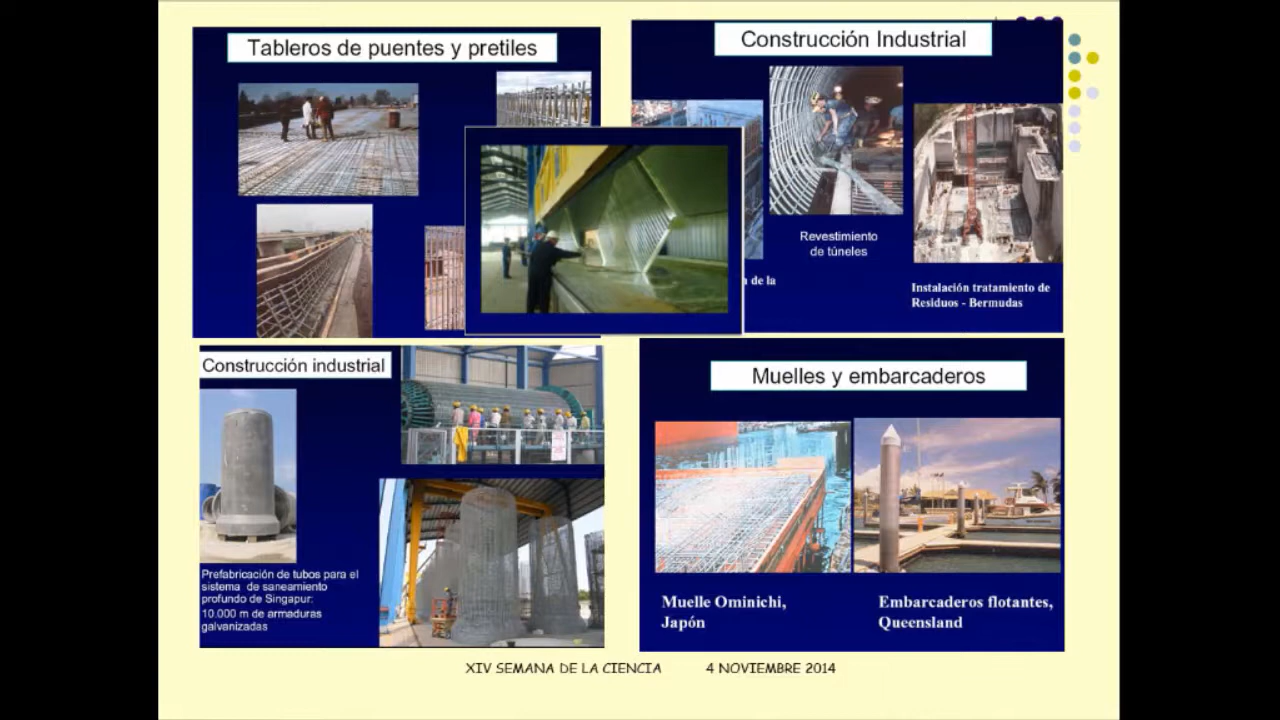 Tableros de puentes y pretiles
Construcción Industrial
Revestimiento
de túneles
de la
Instalación tratamiento de
Residuos - Bermudas
Construcción industrial
Prefabricación de tubos para el
sistema de saneamiento
profundo de Singapur:
10.000 m de armaduras
galvanizadas
Muelles y embarcaderos
Muelle Ominichi,
Japón
Embarcaderos flotantes,
Queensland
XIV SEMANA DE LA CIENCIA 4 NOVIEMBRE 2014